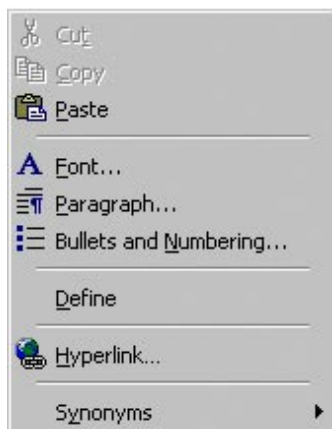 Cut
Copy
Paste
Font...
Paragraph...
Bullets and Numbering...
Define
Hyperlink...
Synonyms